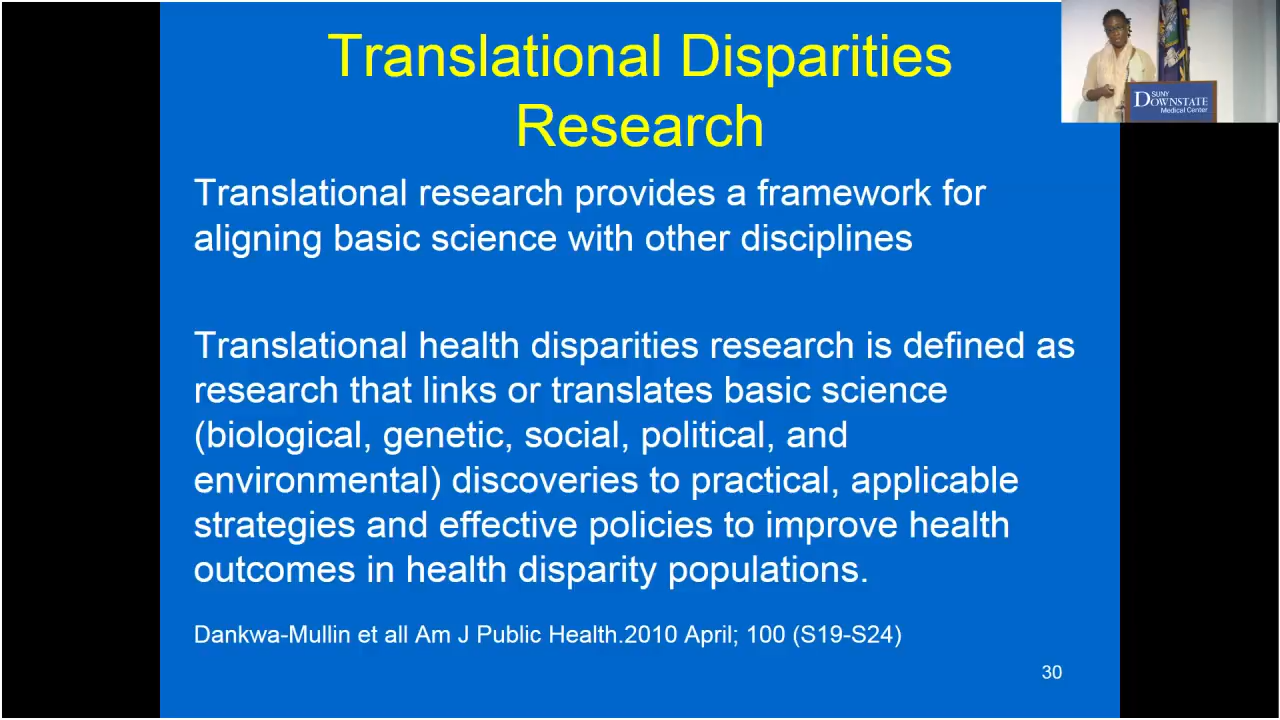 Translational Disparities
Research
SUNY
DOWNSTATE
Medical Center
Translational research provides a framework for
aligning basic science with other disciplines
Translational health disparities research is defined as
research that links or translates basic science
(biological, genetic, social, political, and
environmental) discoveries to practical, applicable
strategies and effective policies to improve health
outcomes in health disparity populations.
Dankwa-Mullin et all Am J Public Health.2010 April; 100 (S19-S24)
30